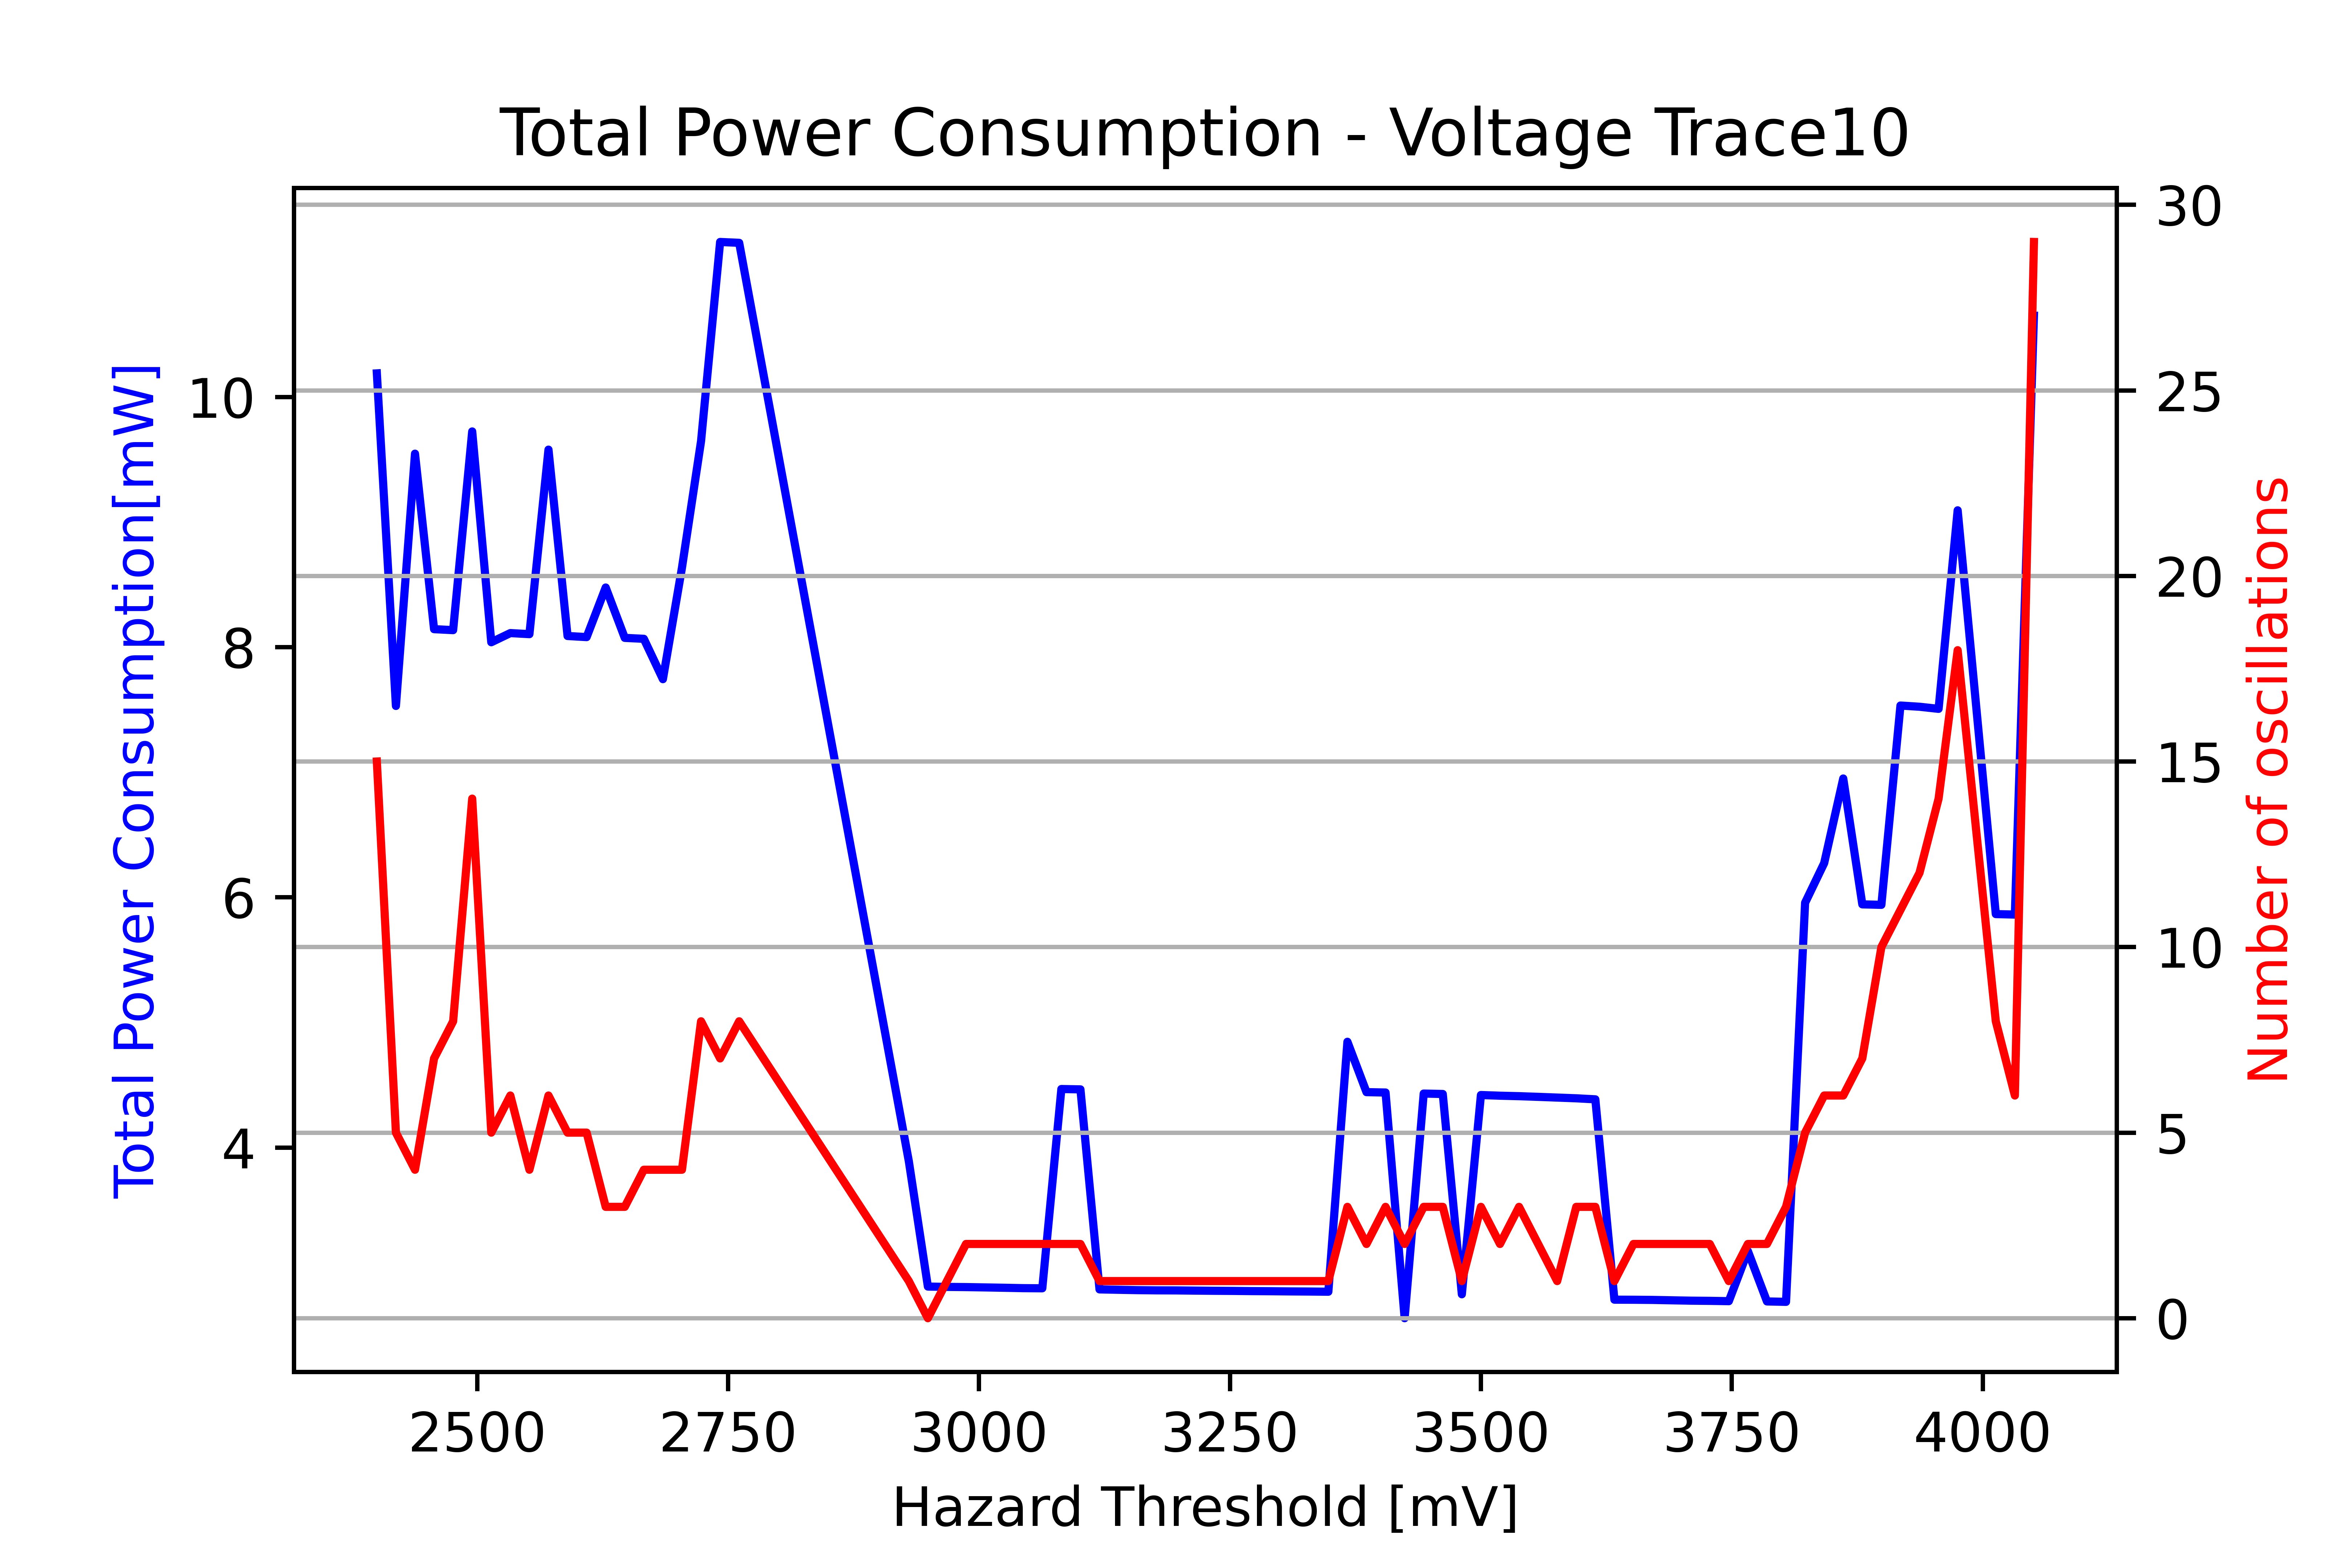 Total Power Consumption - Voltage Trace10
Total Power Consumption[mW]
10
8
6
4
30
25
20
15
10
5
0
Number of oscillations
2500 2750 3000 3250 3500 3750 4000
Hazard Threshold [mV]